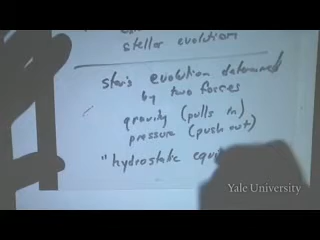 stellar evolution
star's evolution determined
by two forces
gravity (pulls in)
pressure (push out)
"hydrostatic equi
Yale University